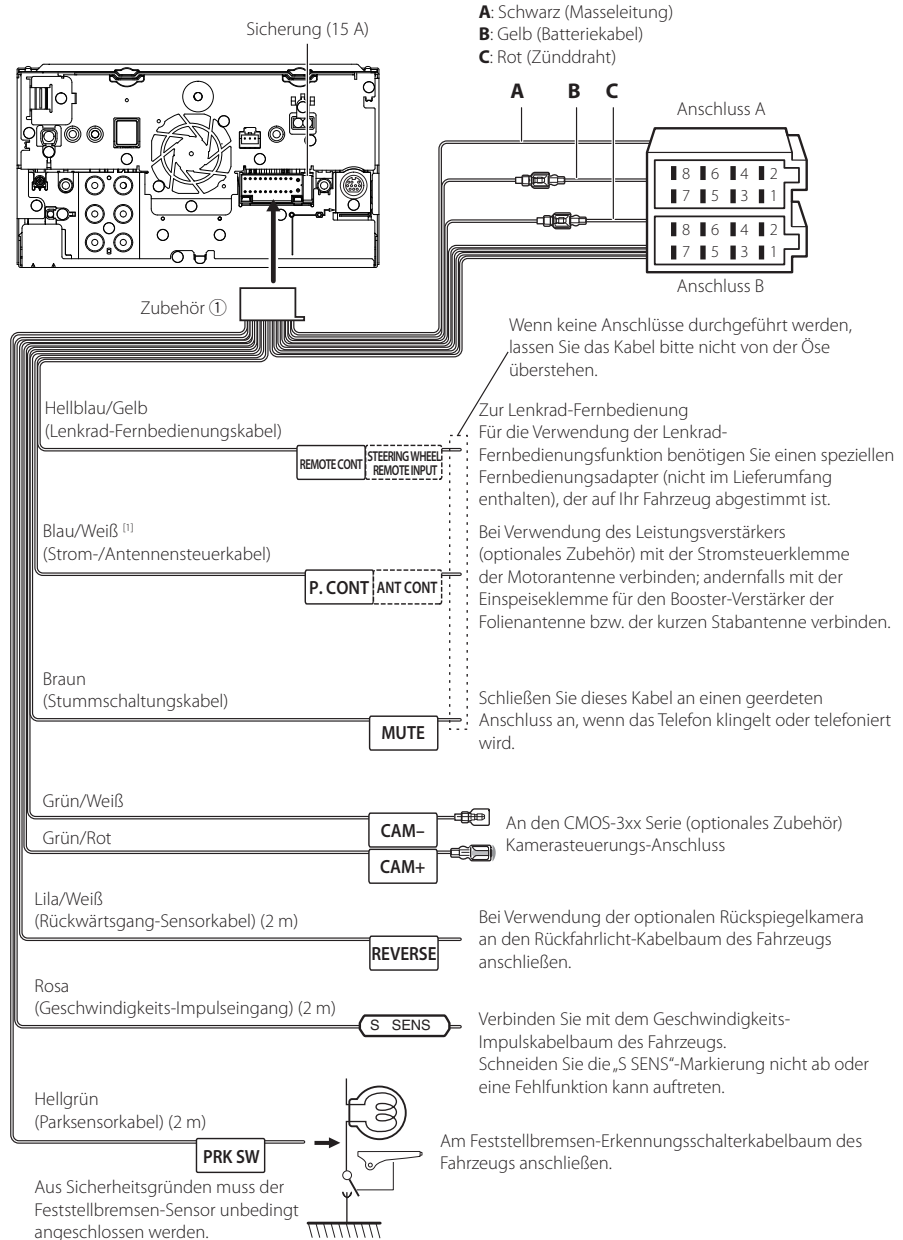 Sicherung (15 A)
A: Schwarz (Masseleitung)
B: Gelb (Batteriekabel)
C: Rot (Zünddraht)
A B C
Anschluss A
8 6 4 2
7 5 3 1
8 6 4 2
7 5 3 1
Anschluss B
Zubehör ①
Wenn keine Anschlüsse durchgeführt werden,
lassen Sie das Kabel bitte nicht von der Öse
überstehen.
Hellblau/Gelb
(Lenkrad-Fernbedienungskabel)
REMOTE CONT
STEERING WHEEL
REMOTE INPUT
Zur Lenkrad-Fernbedienung
Für die Verwendung der Lenkrad-
Fernbedienungsfunktion benötigen Sie einen speziellen
Fernbedienungsadapter (nicht im Lieferumfang
enthalten), der auf Ihr Fahrzeug abgestimmt ist.
Blau/Weiß [1]
(Strom-/Antennensteuerkabel)
P. CONT
ANT CONT
Bei Verwendung des Leistungsverstärkers
(optionales Zubehör) mit der Stromsteuerklemme
der Motorantenne verbinden; andernfalls mit der
Einspeiseklemme für den Booster-Verstärker der
Folienantenne bzw. der kurzen Stabantenne verbinden.
Braun
(Stummschaltungskabel)
MUTE
Schließen Sie dieses Kabel an einen geerdeten
Anschluss an, wenn das Telefon klingelt oder telefoniert
wird.
Grün/Weiß
CAM–
Grün/Rot
CAM+
An den CMOS-3xx Serie (optionales Zubehör)
Kamerasteuerungs-Anschluss
Lila/Weiß
(Rückwärtsgang-Sensorkabel) (2 m)
REVERSE
Bei Verwendung der optionalen Rückspiegelkamera
an den Rückfahrlicht-Kabelbaum des Fahrzeugs
anschließen.
Rosa
(Geschwindigkeits-Impulseingang) (2 m)
S SENS
Verbinden Sie mit dem Geschwindigkeits-
Impulskabelbaum des Fahrzeugs.
Schneiden Sie die „S SENS“-Markierung nicht ab oder
eine Fehlfunktion kann auftreten.
Hellgrün
(Parksensorkabel) (2 m)
PRK SW
Am Feststellbremsen-Erkennungsschalterkabelbaum des
Fahrzeugs anschließen.
Aus Sicherheitsgründen muss der
Feststellbremsen-Sensor unbedingt
angeschlossen werden.